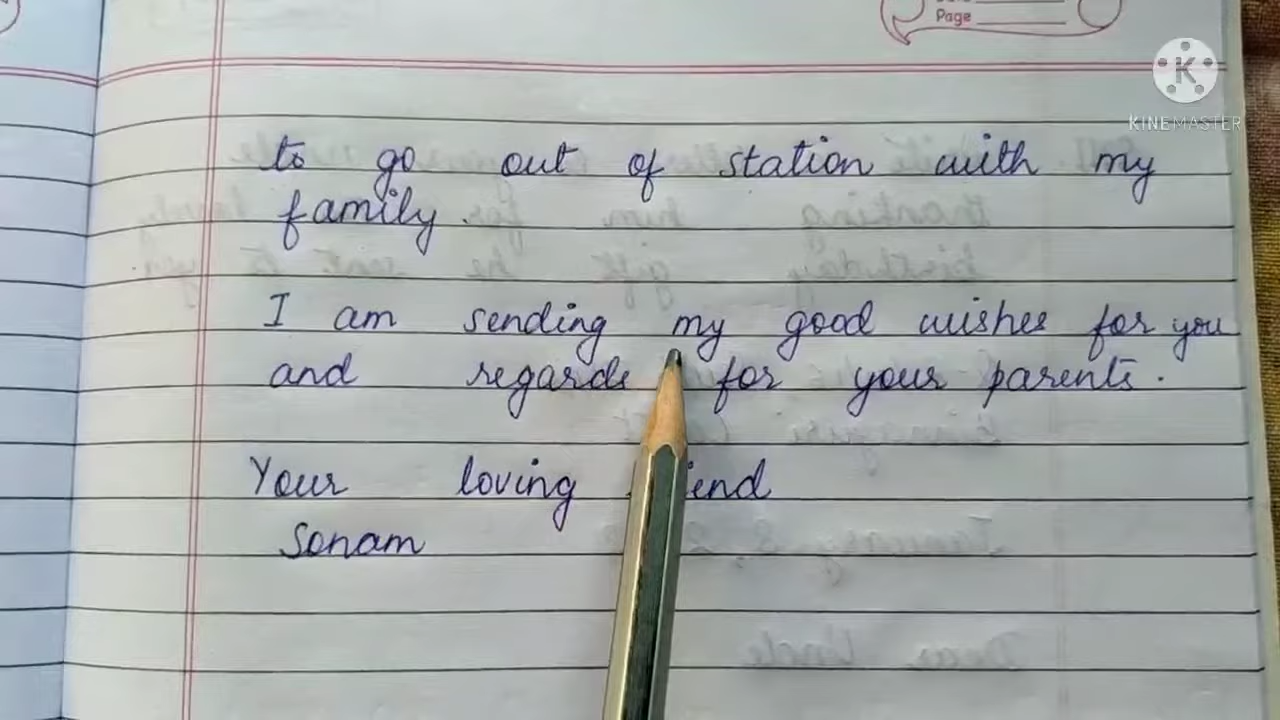 Page
KINEMASTER
to go out of station with my
family.
I am sending my good wishes for you
and regards for your parents.
Your loving
Sonam